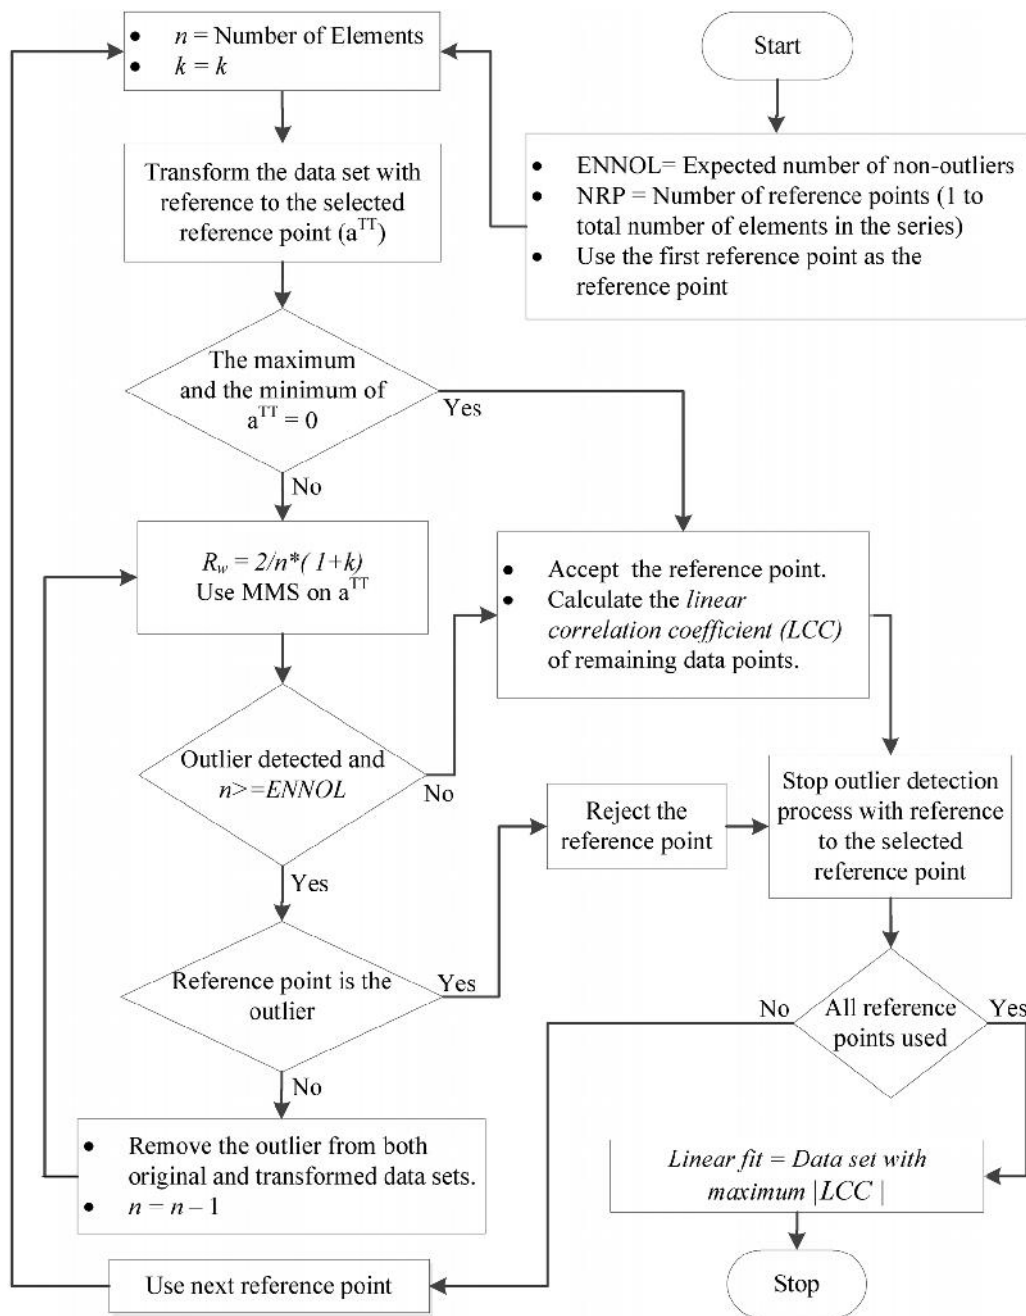 Start
• ENNOL= Expected number of non-outliers
• NRP = Number of reference points (1 to
total number of elements in the series)
• Use the first reference point as the
reference point
• n = Number of Elements
• k = k
Transform the data set with
reference to the selected
reference point (a^TT)
The maximum
and the minimum of
a^TT = 0
Yes
No
R_w = 2/n*( 1+k)
Use MMS on a^TT
• Accept the reference point.
• Calculate the linear
correlation coefficient (LCC)
of remaining data points.
Outlier detected and
n>=ENNOL
No
Yes
Reject the
reference point
Stop outlier detection
process with reference
to the selected
reference point
Reference point is the
outlier
Yes
No
All reference
points used
No
Yes
• Remove the outlier from both
original and transformed data sets.
• n = n – 1
Linear fit = Data set with
maximum |LCC |
Use next reference point
Stop